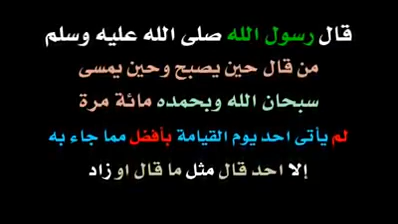 قال رسول الله صلى الله عليه وسلم
من قال حين يصبح وحين يمسى
سبحان الله وبحمده مائة مرة
لم يأتى احد يوم القيامة بأفضل مما جاء به
إلا احد قال مثل ما قال او زاد